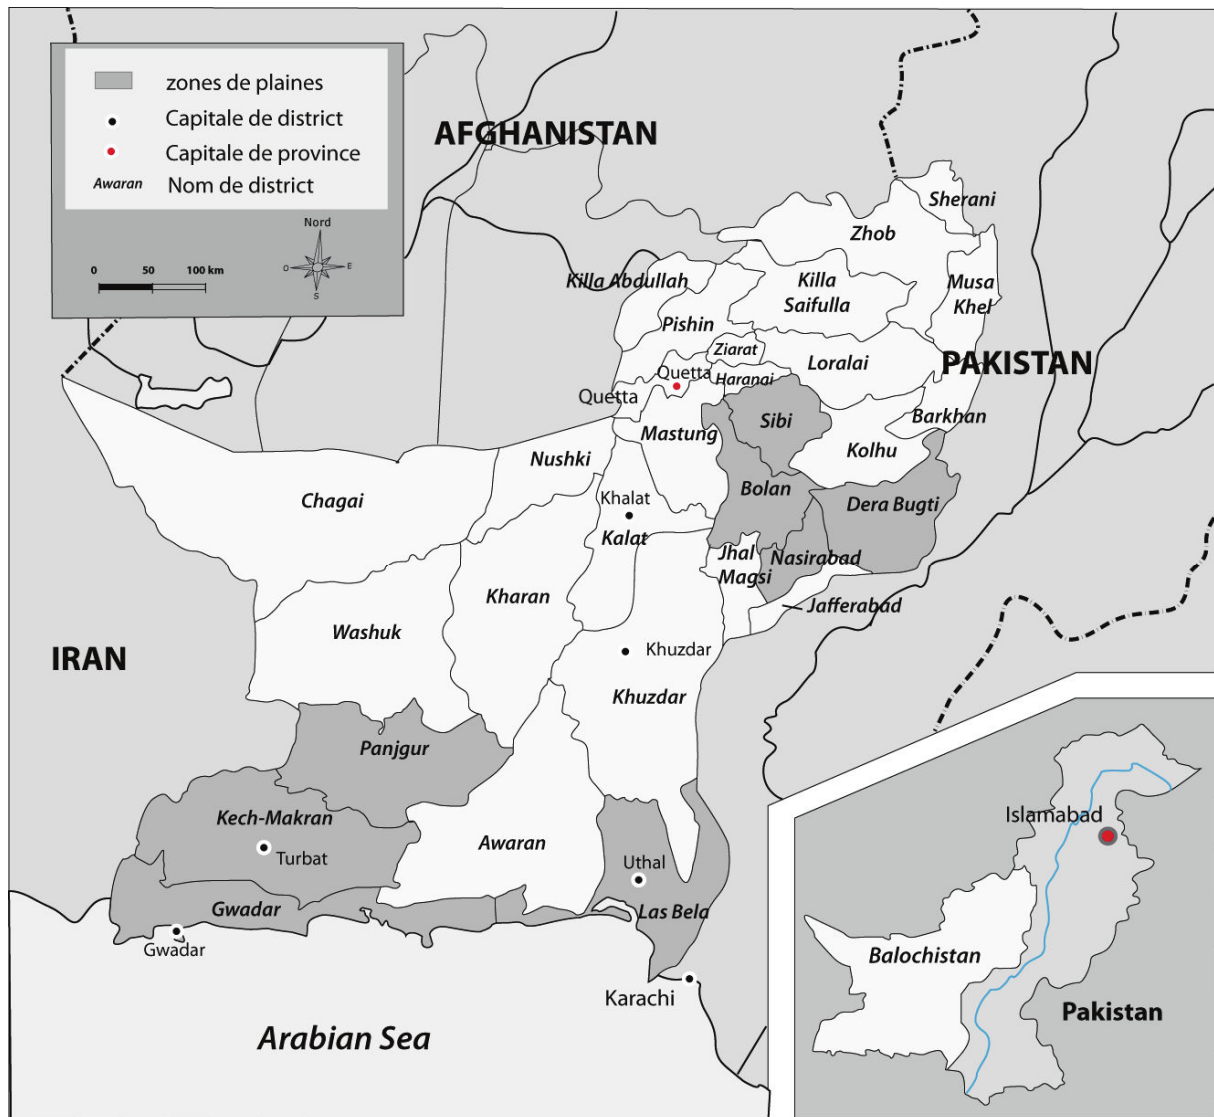 zones de plaines
Capitale de district
Capitale de province
Awaran Nom de district
Nord
O E
S
0 50 100 km
AFGHANISTAN
Sherani
Zhob
Killa Abdullah
Killa
Saifulla
Musa
Khel
Pishin
Ziarat
Loralai
PAKISTAN
Quetta
Haranai
Quetta
Sibi
Barkhan
Mastung
Kolhu
Nushki
Chagai
Khalat
Bolan
Dera Bugti
Kalat
Jhal
Magsi
Nasirabad
Kharan
Jafferabad
Washuk
IRAN
Khuzdar
Khuzdar
Panjgur
Kech-Makran
Turbat
Awaran
Uthal
Gwadar
Las Bela
Gwadar
Karachi
Arabian Sea
Islamabad
Balochistan
Pakistan